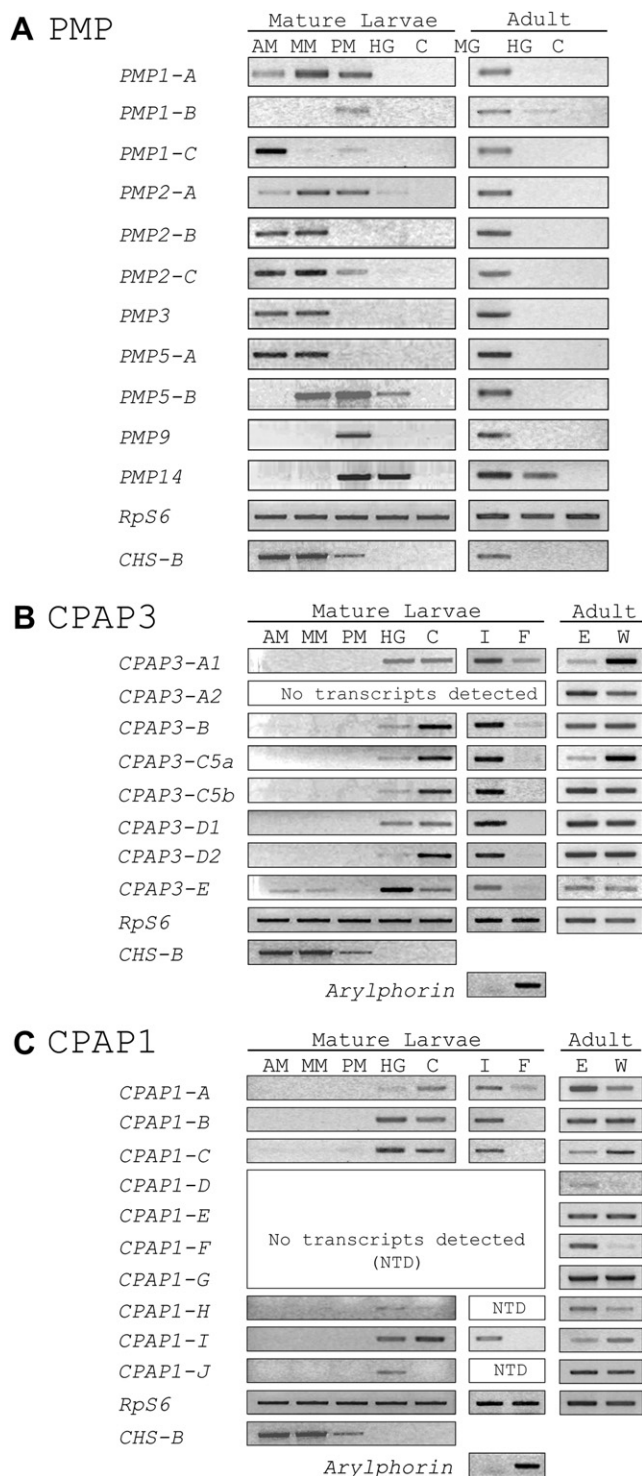 A PMP
Mature Larvae Adult
AM MM PM HG C MG HG C
PMP1-A
PMP1-B
PMP1-C
PMP2-A
PMP2-B
PMP2-C
PMP3
PMP5-A
PMP5-B
PMP9
PMP14
RpS6
CHS-B
B CPAP3
Mature Larvae Adult
AM MM PM HG C I F E W
CPAP3-A1
CPAP3-A2 No transcripts detected
CPAP3-B
CPAP3-C5a
CPAP3-C5b
CPAP3-D1
CPAP3-D2
CPAP3-E
RpS6
CHS-B
Arylphorin
C CPAP1
Mature Larvae Adult
AM MM PM HG C I F E W
CPAP1-A
CPAP1-B
CPAP1-C
CPAP1-D
CPAP1-E
No transcripts detected
CPAP1-F
(NTD)
CPAP1-G
CPAP1-H NTD
CPAP1-I
CPAP1-J NTD
RpS6
CHS-B
Arylphorin